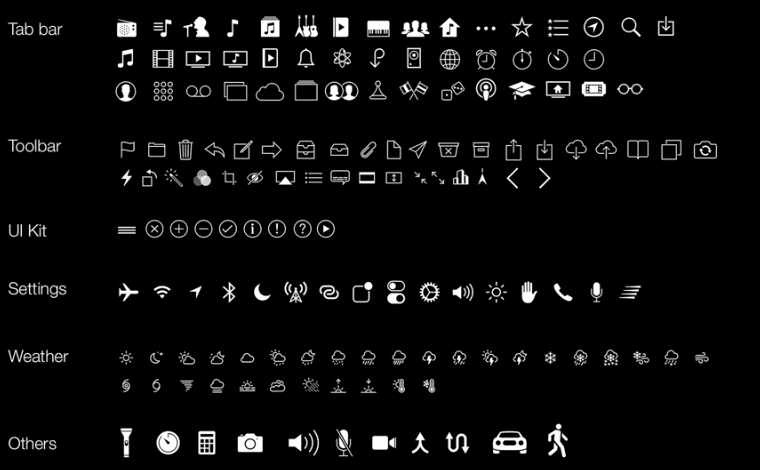 Tab bar
Toolbar
UI Kit
Settings
Weather
Others